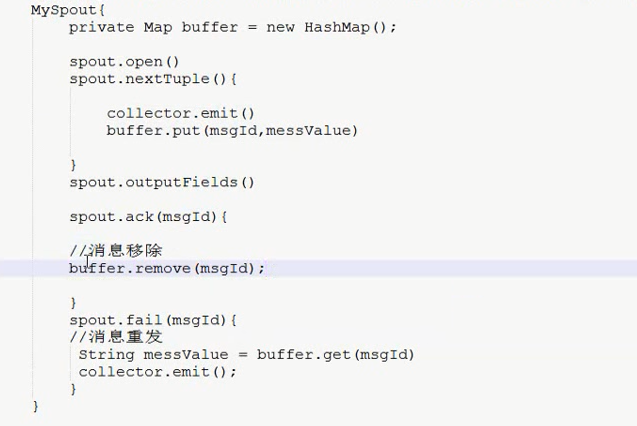 MySpout{
private Map buffer = new HashMap();
spout.open()
spout.nextTuple(){
collector.emit()
buffer.put(msgId,messValue)
}
spout.outputFields()
spout.ack(msgId){
//消息移除
buffer.remove(msgId);
}
spout.fail(msgId){
//消息重发
String messValue = buffer.get(msgId)
collector.emit();
}
}